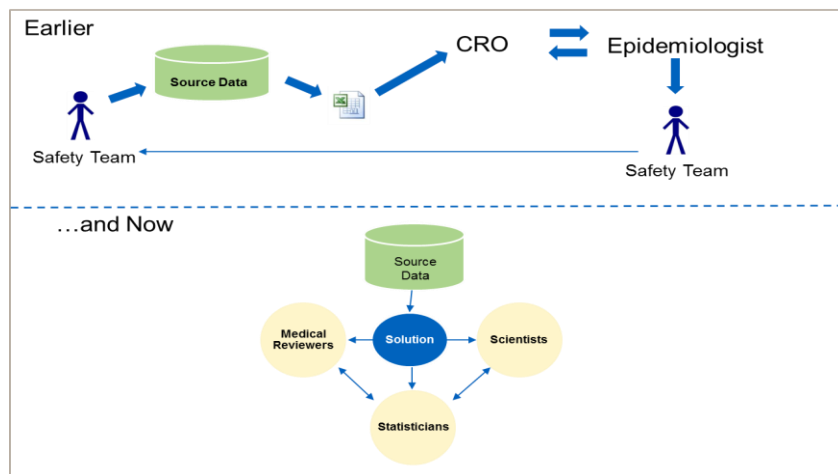 Earlier
CRO
Epidemiologist
Source Data
Safety Team
Safety Team
…and Now
Source
Data
Medical
Reviewers
Solution
Scientists
Statisticians